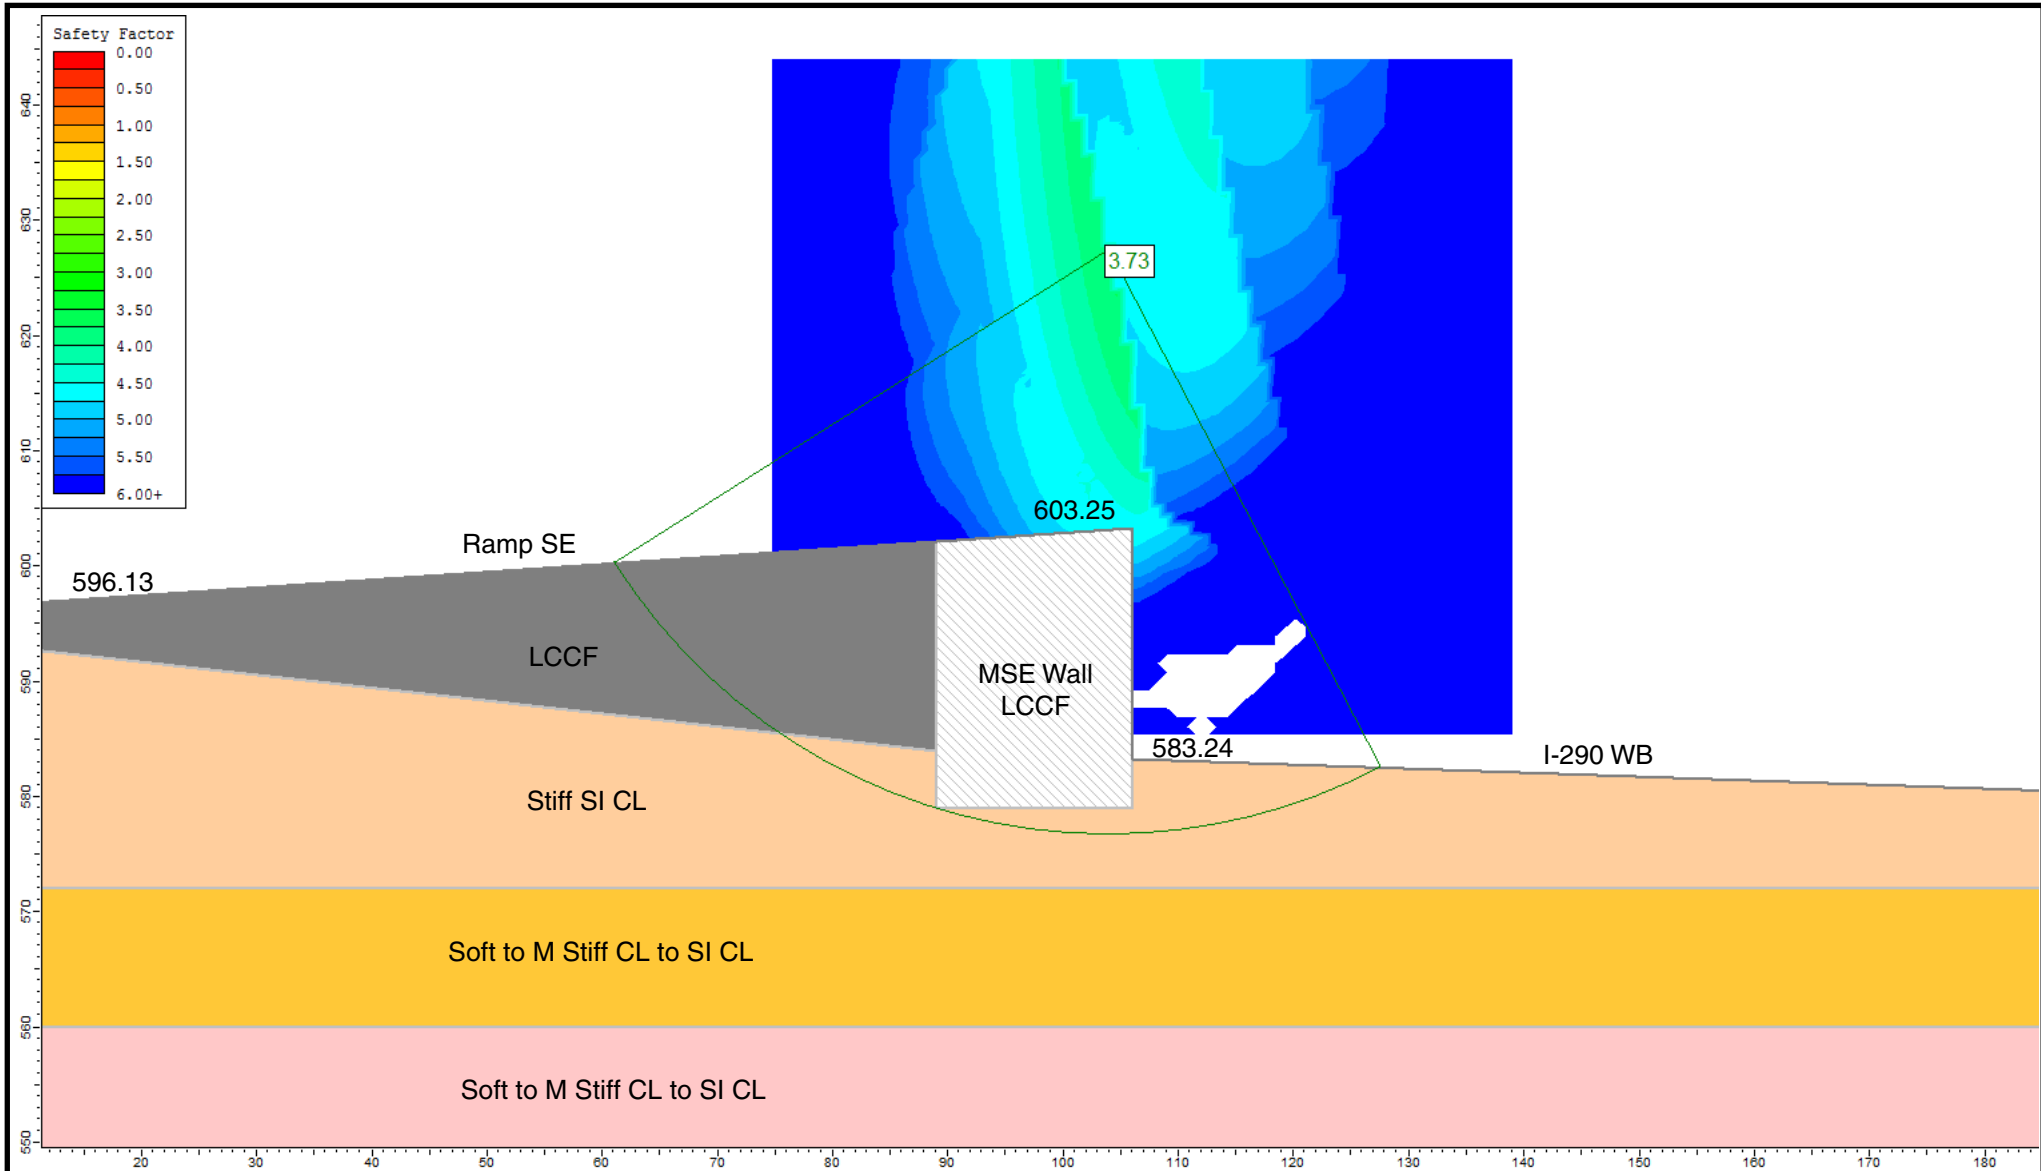 Safety Factor
0.00
0.50
1.00
1.50
2.00
2.50
3.00
3.50
4.00
4.50
5.00
5.50
6.00+
640
630
620
610
600
590
580
570
560
550
3.73
603.25
Ramp SE
596.13
LCCF
MSE Wall
LCCF
583.24
I-290 WB
Stiff SI CL
Soft to M Stiff CL to SI CL
Soft to M Stiff CL to SI CL
20 30 40 50 60 70 80 90 100 110 120 130 140 150 160 170 180